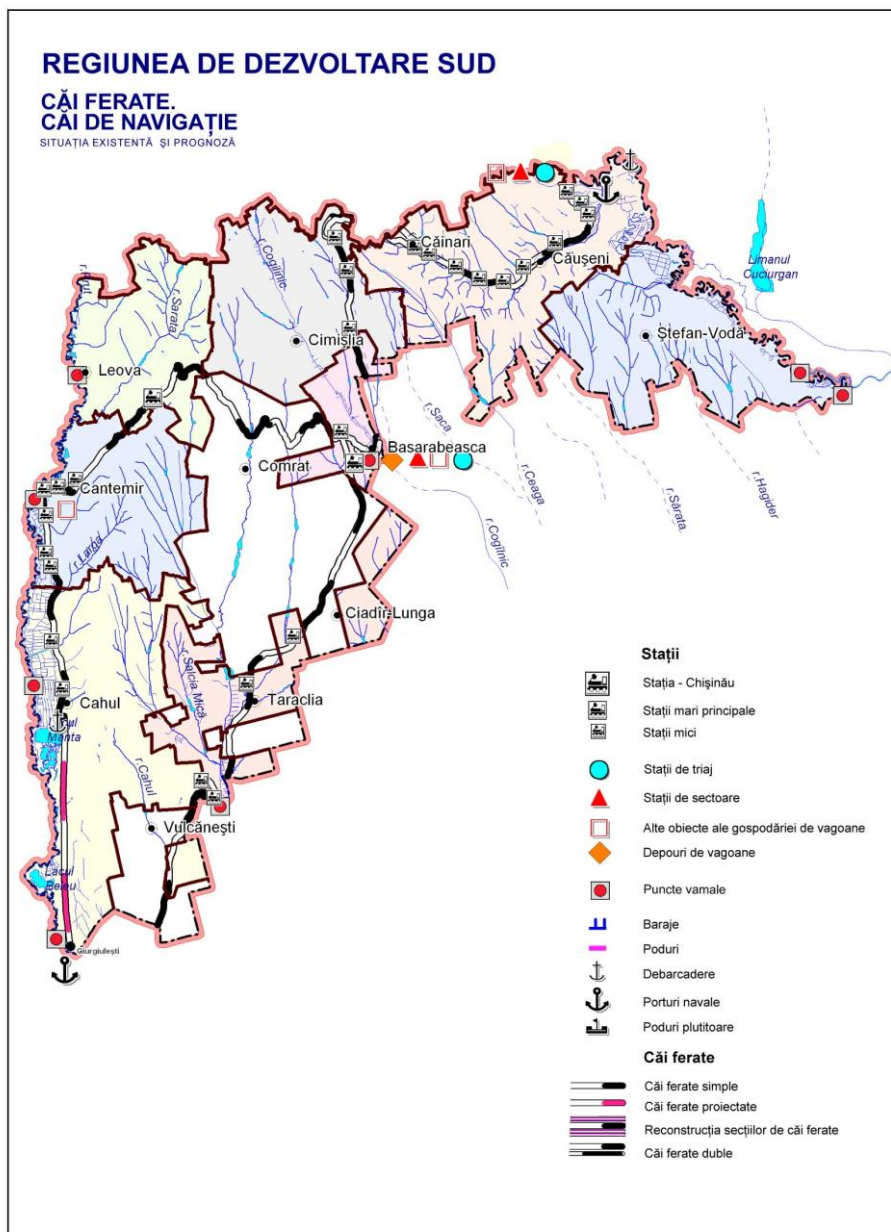 REGIUNEA DE DEZVOLTARE SUD
CĂI FERATE.
CĂI DE NAVIGAȚIE
SITUAȚIA EXISTENTĂ ȘI PROGNOZĂ
Căinari
Căușeni
Limanul
Cuciurgan
r.Prut
r.Sarata
r.Cogîlnic
Cimișlia
Ștefan-Vodă
Leova
r.Saca
Basarabeasca
r.Ceaga
r.Hagider
r.Sărata
r.Cogîlnic
Comrat
Cantemir
r.Larga
Ciadîr-Lunga
r.Salcia Mică
Taraclia
Cahul
Manta
r.Cahul
Vulcănești
Lacul
Beleu
Giurgiulești
Stații
Stația - Chișinău
Stații mari principale
Stații mici
Stații de triaj
Stații de sectoare
Alte obiecte ale gospodăriei de vagoane
Depouri de vagoane
Puncte vamale
Baraje
Poduri
Debarcadere
Porturi navale
Poduri plutitoare
Căi ferate
Căi ferate simple
Căi ferate proiectate
Reconstrucția secțiilor de căi ferate
Căi ferate duble